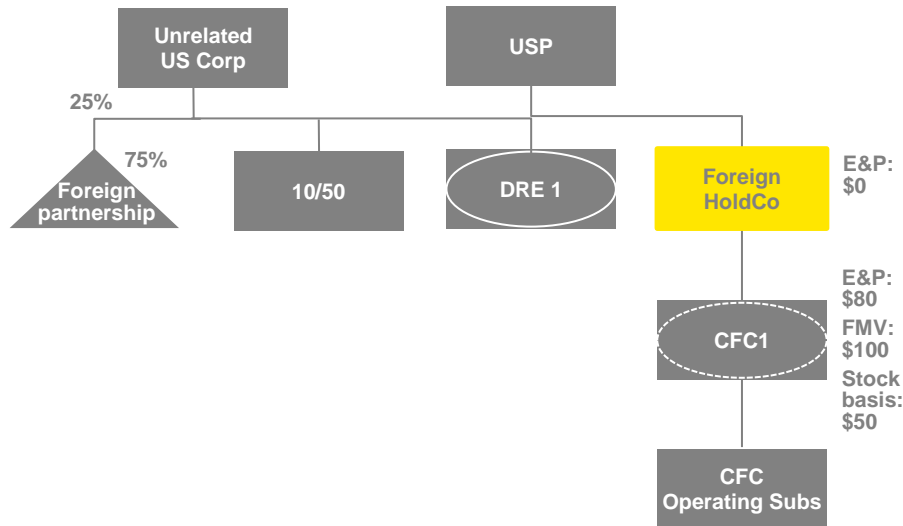 Unrelated
US Corp
USP
25%
75%
Foreign
partnership
10/50
DRE 1
Foreign
HoldCo
E&P:
$0
CFC1
E&P:
$80
FMV:
$100
Stock
basis:
$50
CFC
Operating Subs